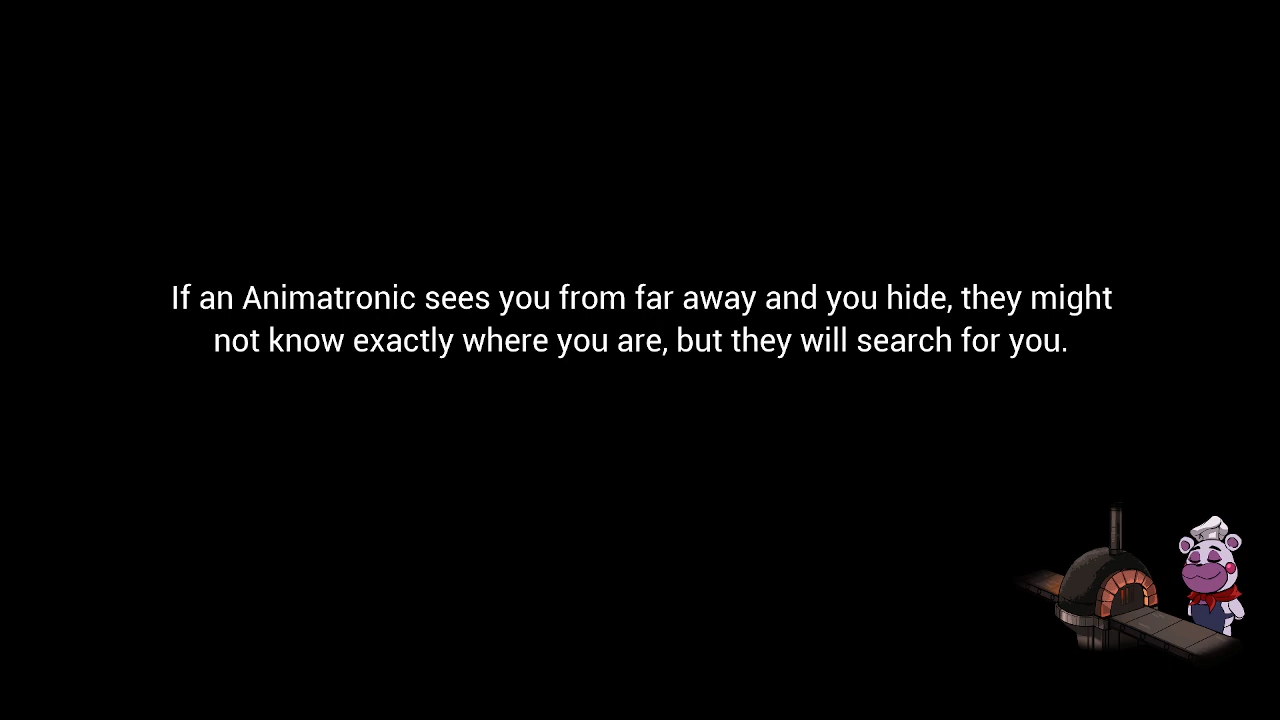 If an Animatronic sees you from far away and you hide, they might
not know exactly where you are, but they will search for you.